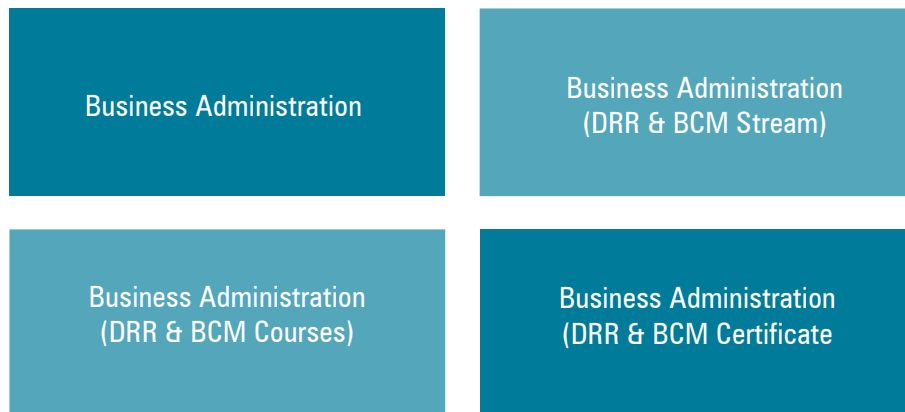 Business Administration
Business Administration
(DRR & BCM Stream)
Business Administration
(DRR & BCM Courses)
Business Administration
(DRR & BCM Certificate